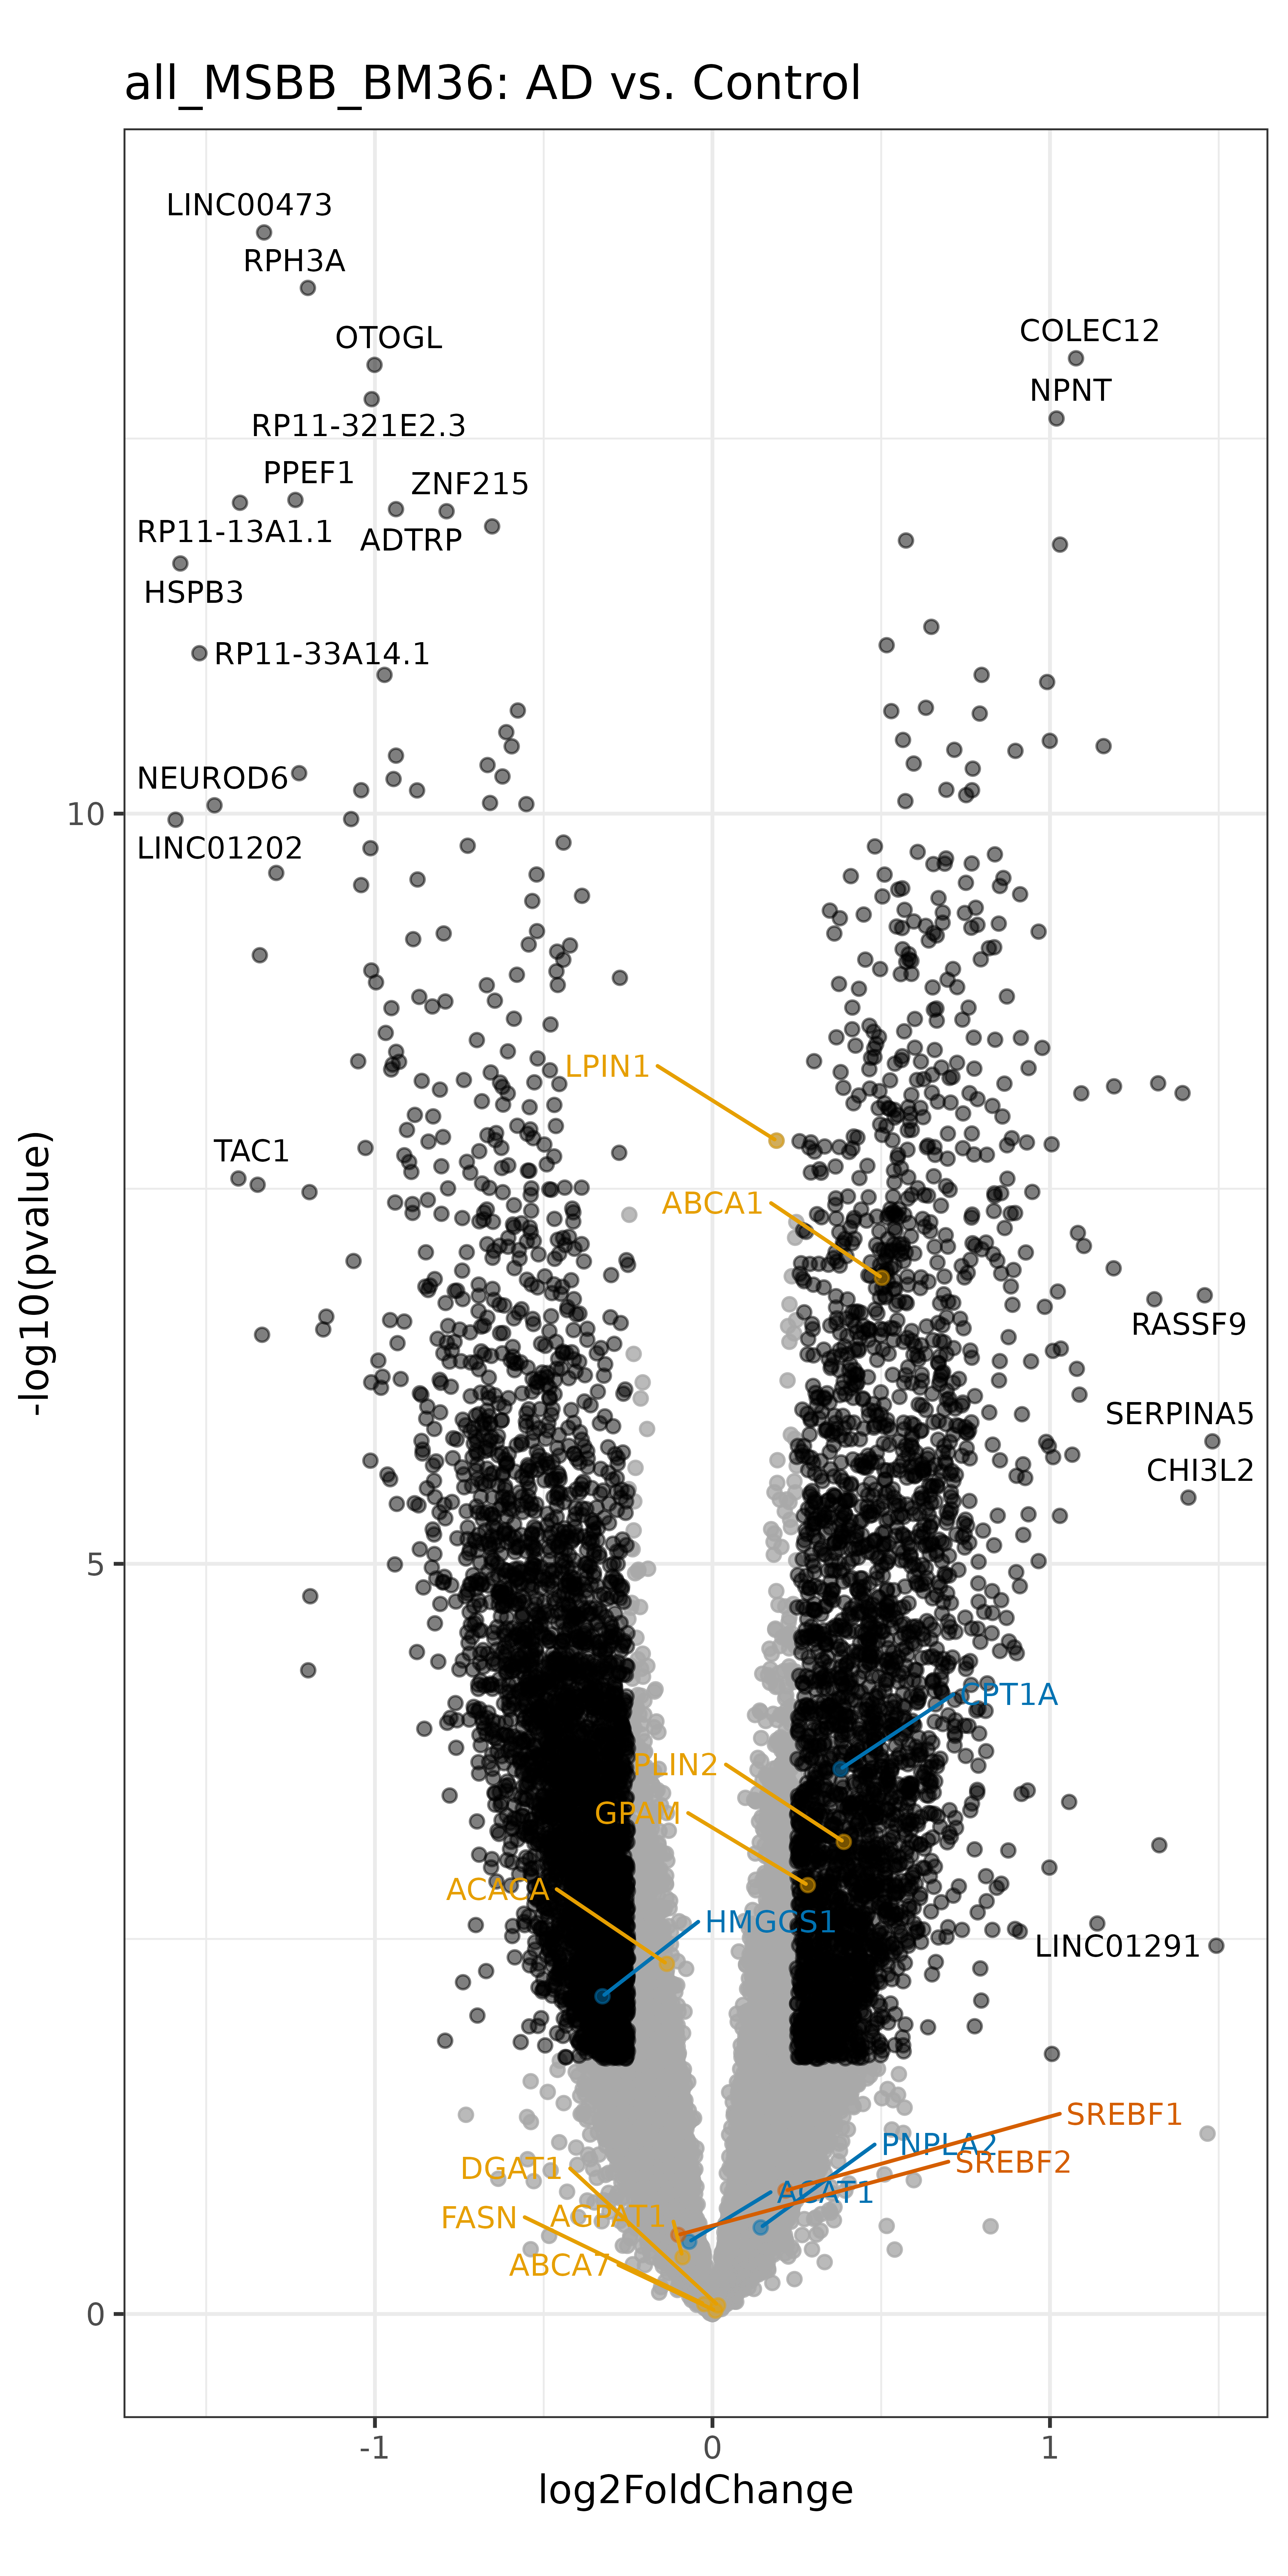 all_MSBB_BM36: AD vs. Control
LINC00473
RPH3A
COLEC12
OTOGL
NPNT
RP11-321E2.3
PPEF1
ZNF215
RP11-13A1.1
ADTRP
HSPB3
RP11-33A14.1
NEUROD6
10
LINC01202
LPIN1
TAC1
ABCA1
-log10(pvalue)
RASSF9
SERPINA5
CHI3L2
5
CPT1A
PLIN2
GPAM
ACACA
HMGCS1
LINC01291
SREBF1
PNPLA2
SREBF2
DGAT1
ACAT1
FASN
AGPAT1
ABCA7
0
-1
0
1
log2FoldChange